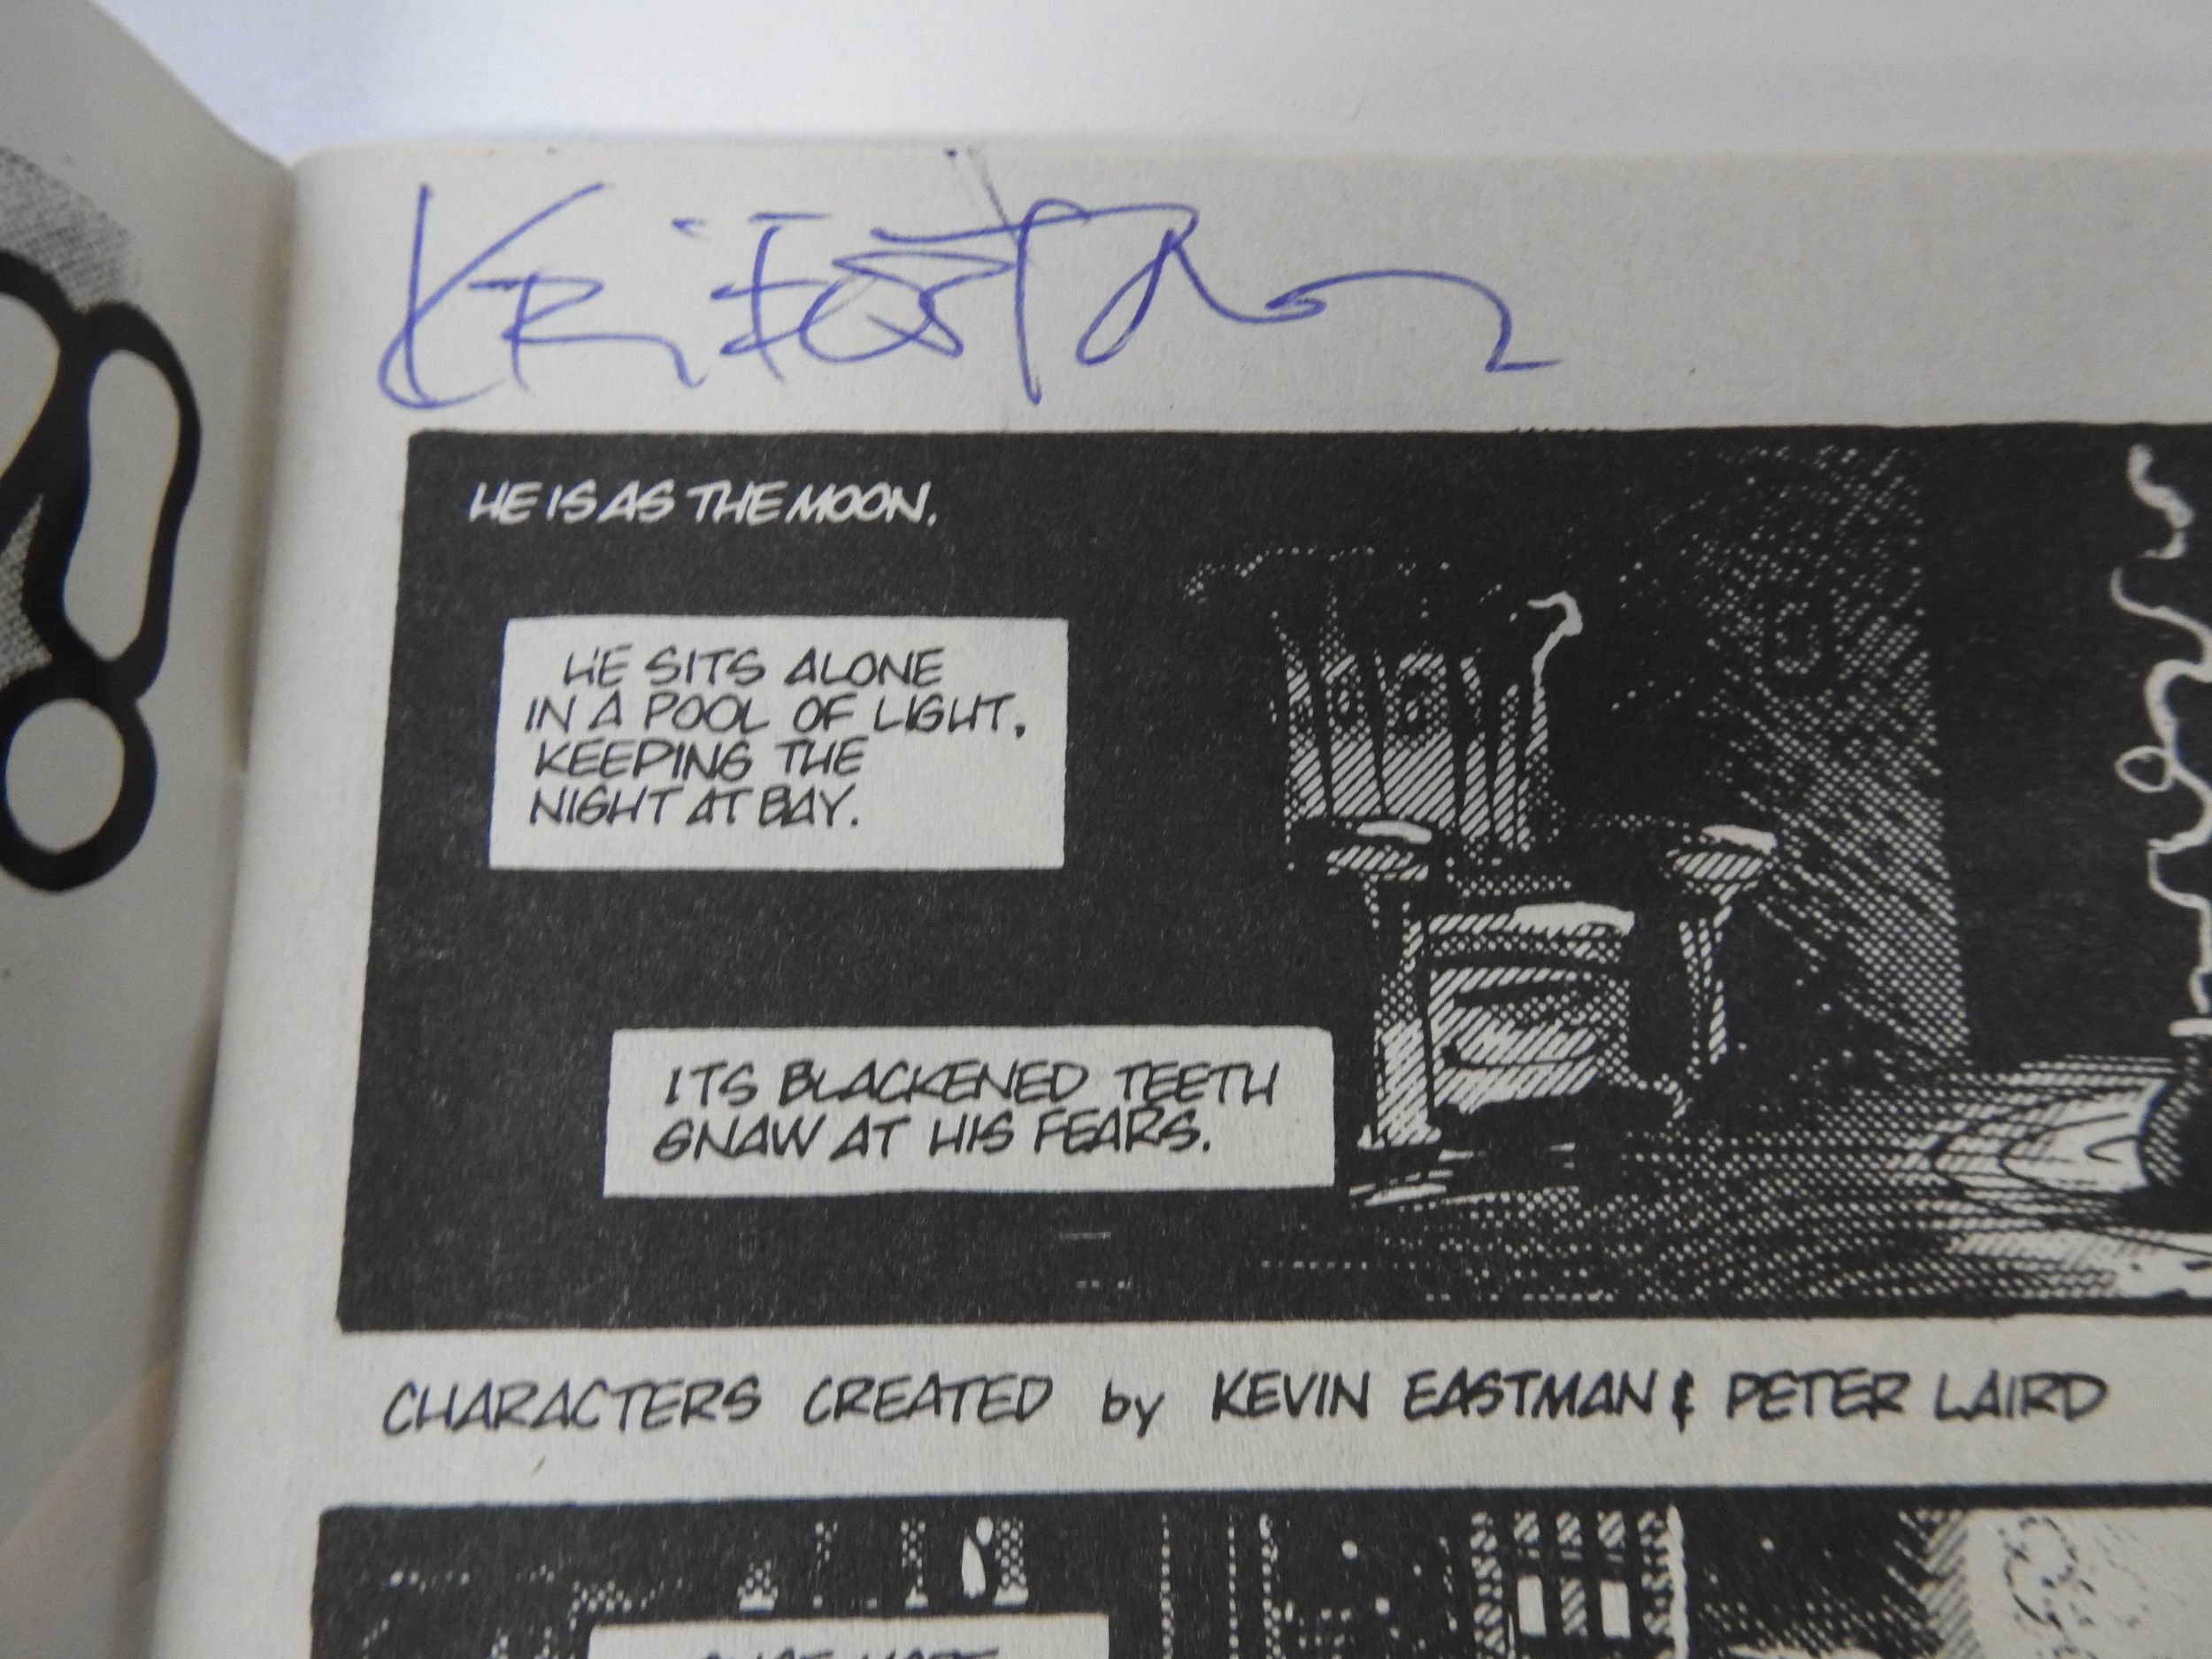 HE IS AS THE MOON.
HE SITS ALONE
IN A POOL OF LIGHT,
KEEPING THE
NIGHT AT BAY.
ITS BLACKENED TEETH
GNAW AT HIS FEARS.
CHARACTERS CREATED by KEVIN EASTMAN & PETER LAIRD